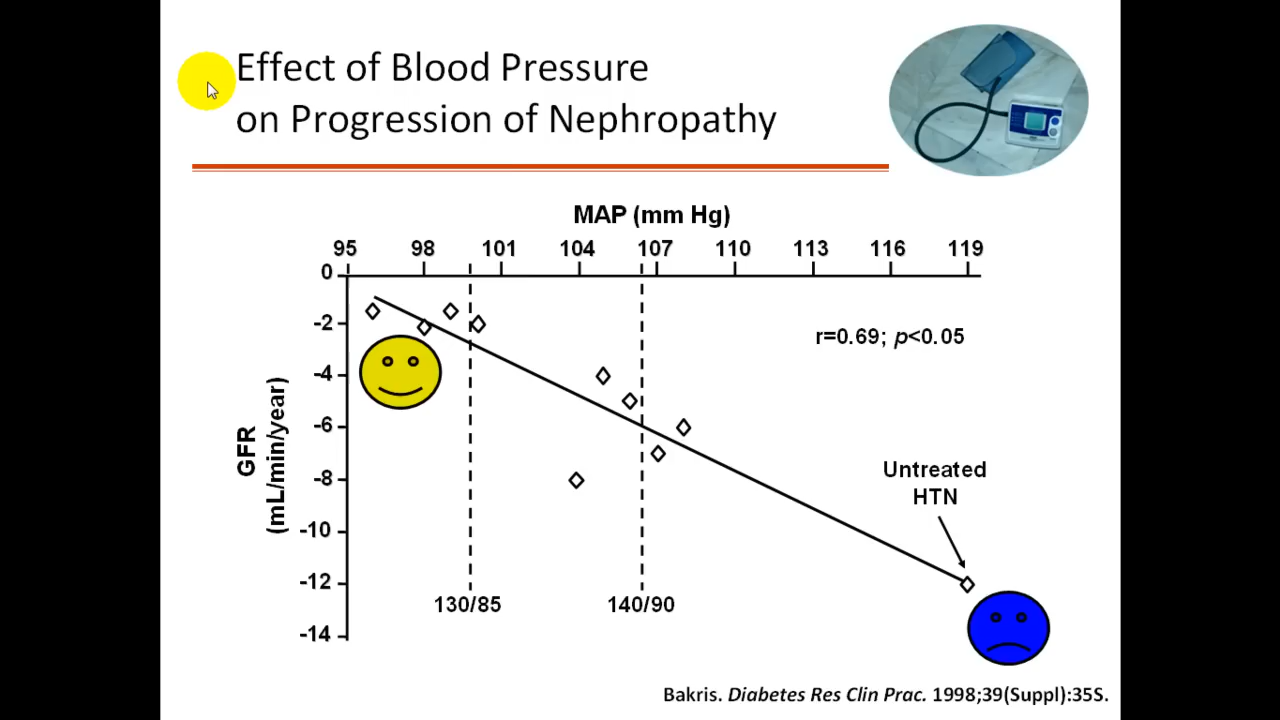 Effect of Blood Pressure
on Progression of Nephropathy
MAP (mm Hg)
95 98 101 104 107 110 113 116 119
0
-2
-4
-6
-8
-10
-12
-14
GFR
(mL/min/year)
r=0.69; p<0.05
Untreated
HTN
130/85 140/90
Bakris. Diabetes Res Clin Prac. 1998;39(Suppl):35S.